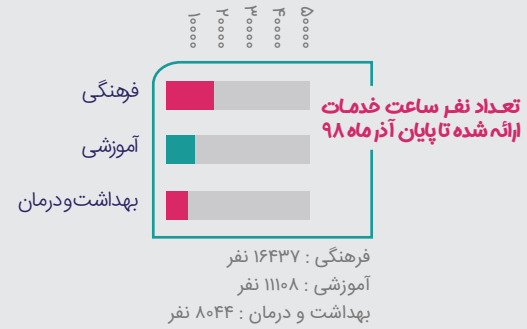 ۱۰۰۰۰
۲۰۰۰۰
۳۰۰۰۰
۴۰۰۰۰
۵۰۰۰۰
تعداد نفر ساعت خدمات
ارائه شده تا پایان آذر ماه ۹۸
فرهنگی
آموزشی
بهداشت و درمان
فرهنگی : ۱۶۴۳۷ نفر
آموزشی : ۱۱۱۰۸ نفر
بهداشت و درمان : ۸۰۴۴ نفر